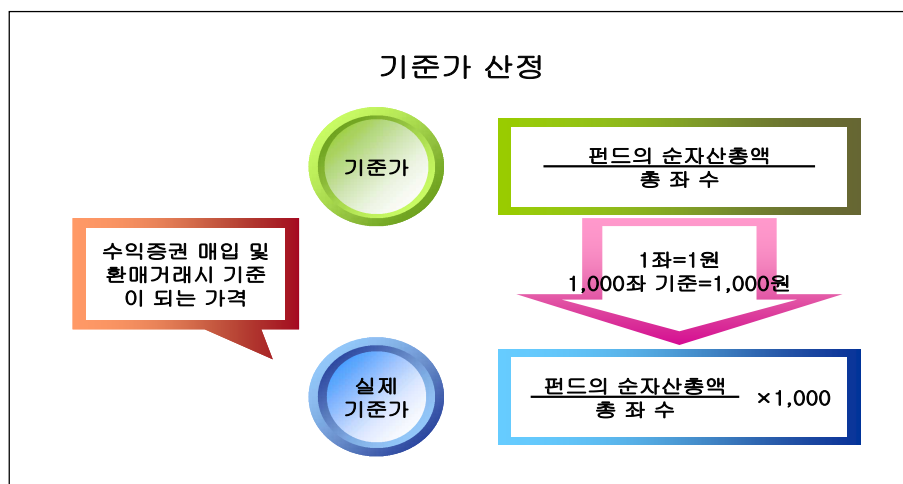 기준가 산정
기준가
펀드의 순자산총액
총 좌 수
수익증권 매입 및
환매거래시 기준
이 되는 가격
1좌=1원
1,000좌 기준=1,000원
실제
기준가
펀드의 순자산총액
총 좌 수
×1,000